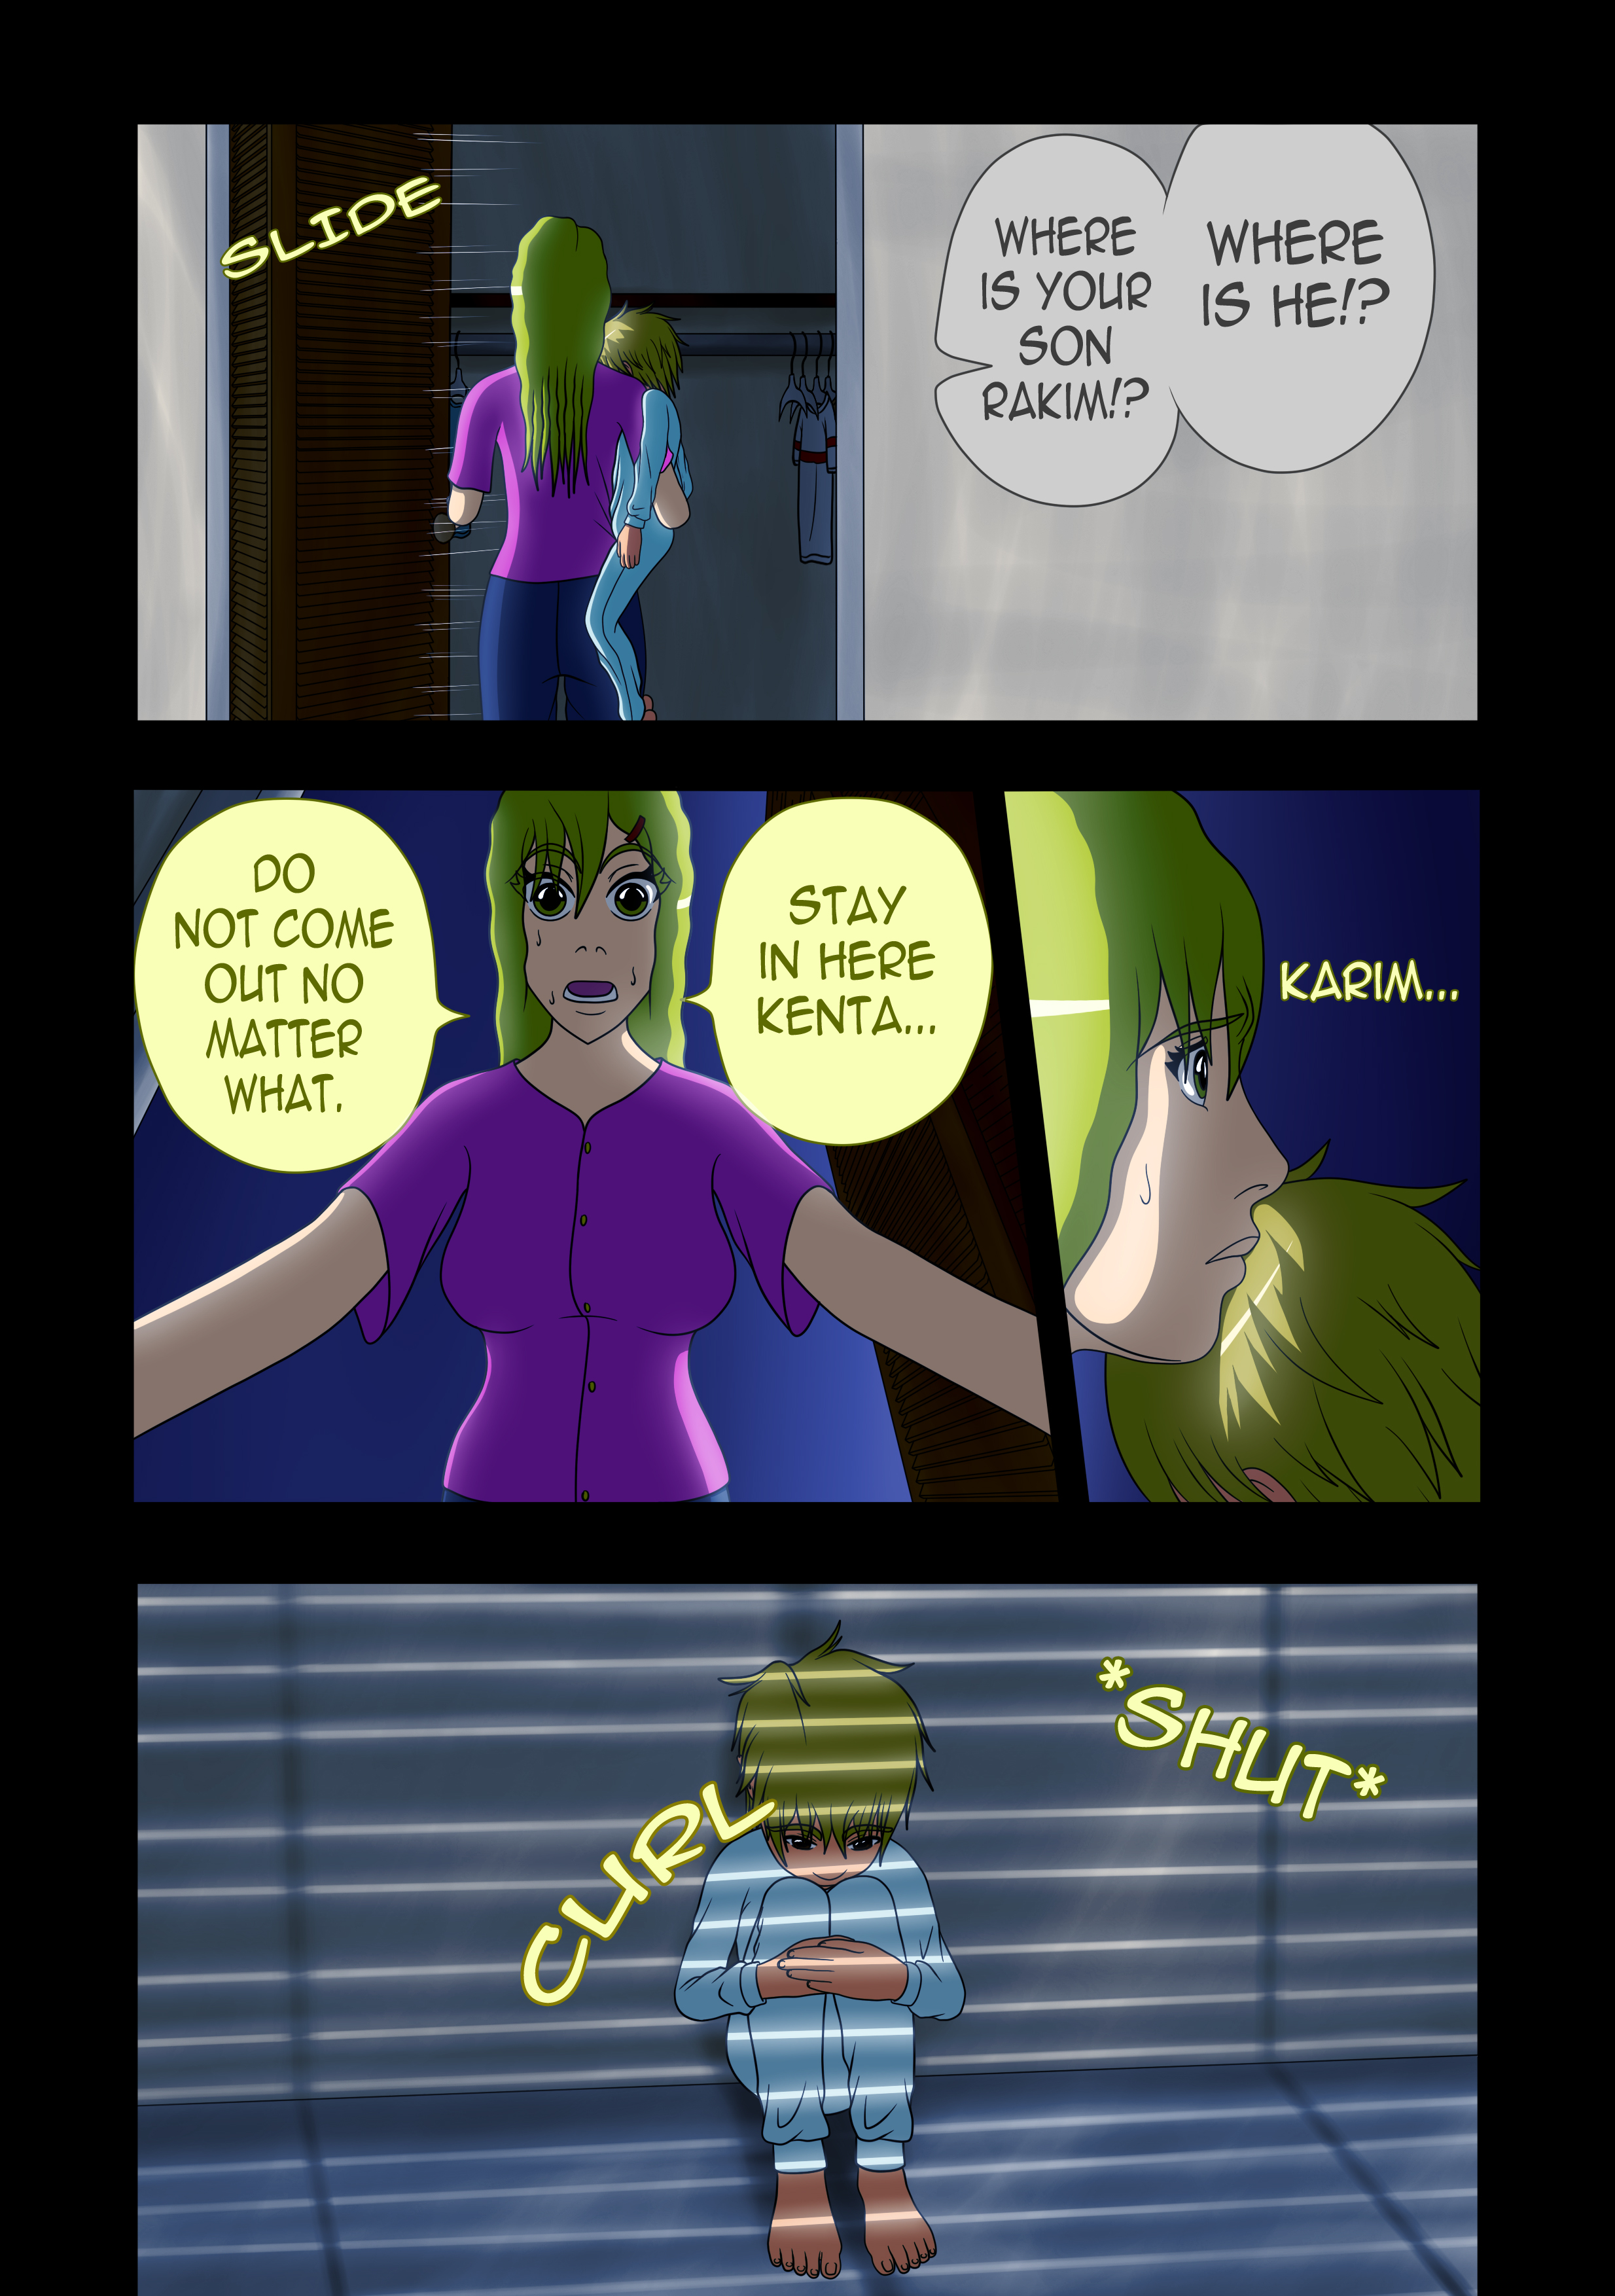 WHERE
IS HE!?
WHERE
IS YOUR
SON
RAKIM!?
SLIDE
KARIM...
STAY
IN HERE
KENTA...
DO
NOT COME
OUT NO
MATTER
WHAT.
*SHUT*
CURL